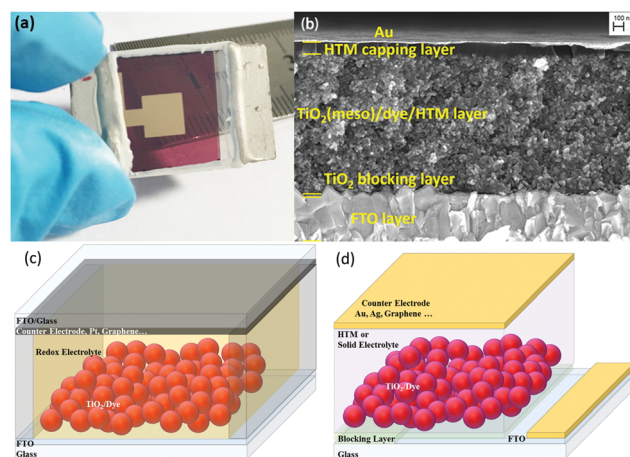 (a)
(b)
100 nm
Au
HTM capping layer
TiO₂(meso)/dye/HTM layer
TiO₂ blocking layer
FTO layer
(c)
FTO/Glass
Counter Electrode, Pt, Graphene…
Redox Electrolyte
TiO₂/Dye
FTO
Glass
(d)
Counter Electrode
Au, Ag, Graphene …
HTM or
Solid Electrolyte
TiO₂/Dye
Blocking Layer
FTO
Glass